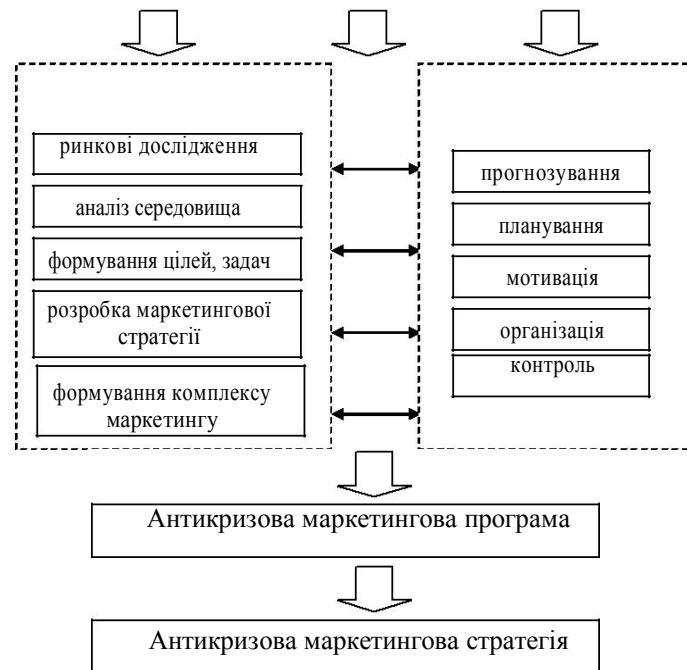 ринкові дослідження
аналіз середовища
формування цілей, задач
розробка маркетингової
стратегії
формування комплексу
маркетингу
прогнозування
планування
мотивація
організація
контроль
Антикризова маркетингова програма
Антикризова маркетингова стратегія